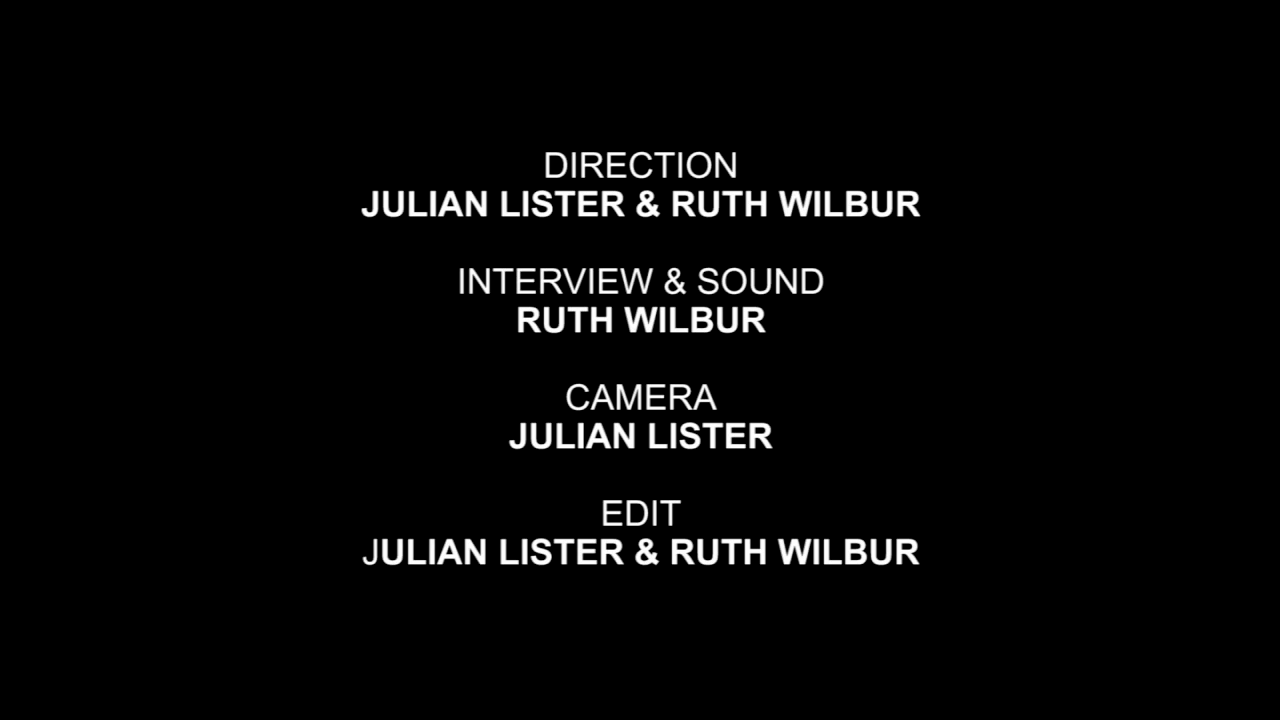 DIRECTION
JULIAN LISTER & RUTH WILBUR
INTERVIEW & SOUND
RUTH WILBUR
CAMERA
JULIAN LISTER
EDIT
JULIAN LISTER & RUTH WILBUR